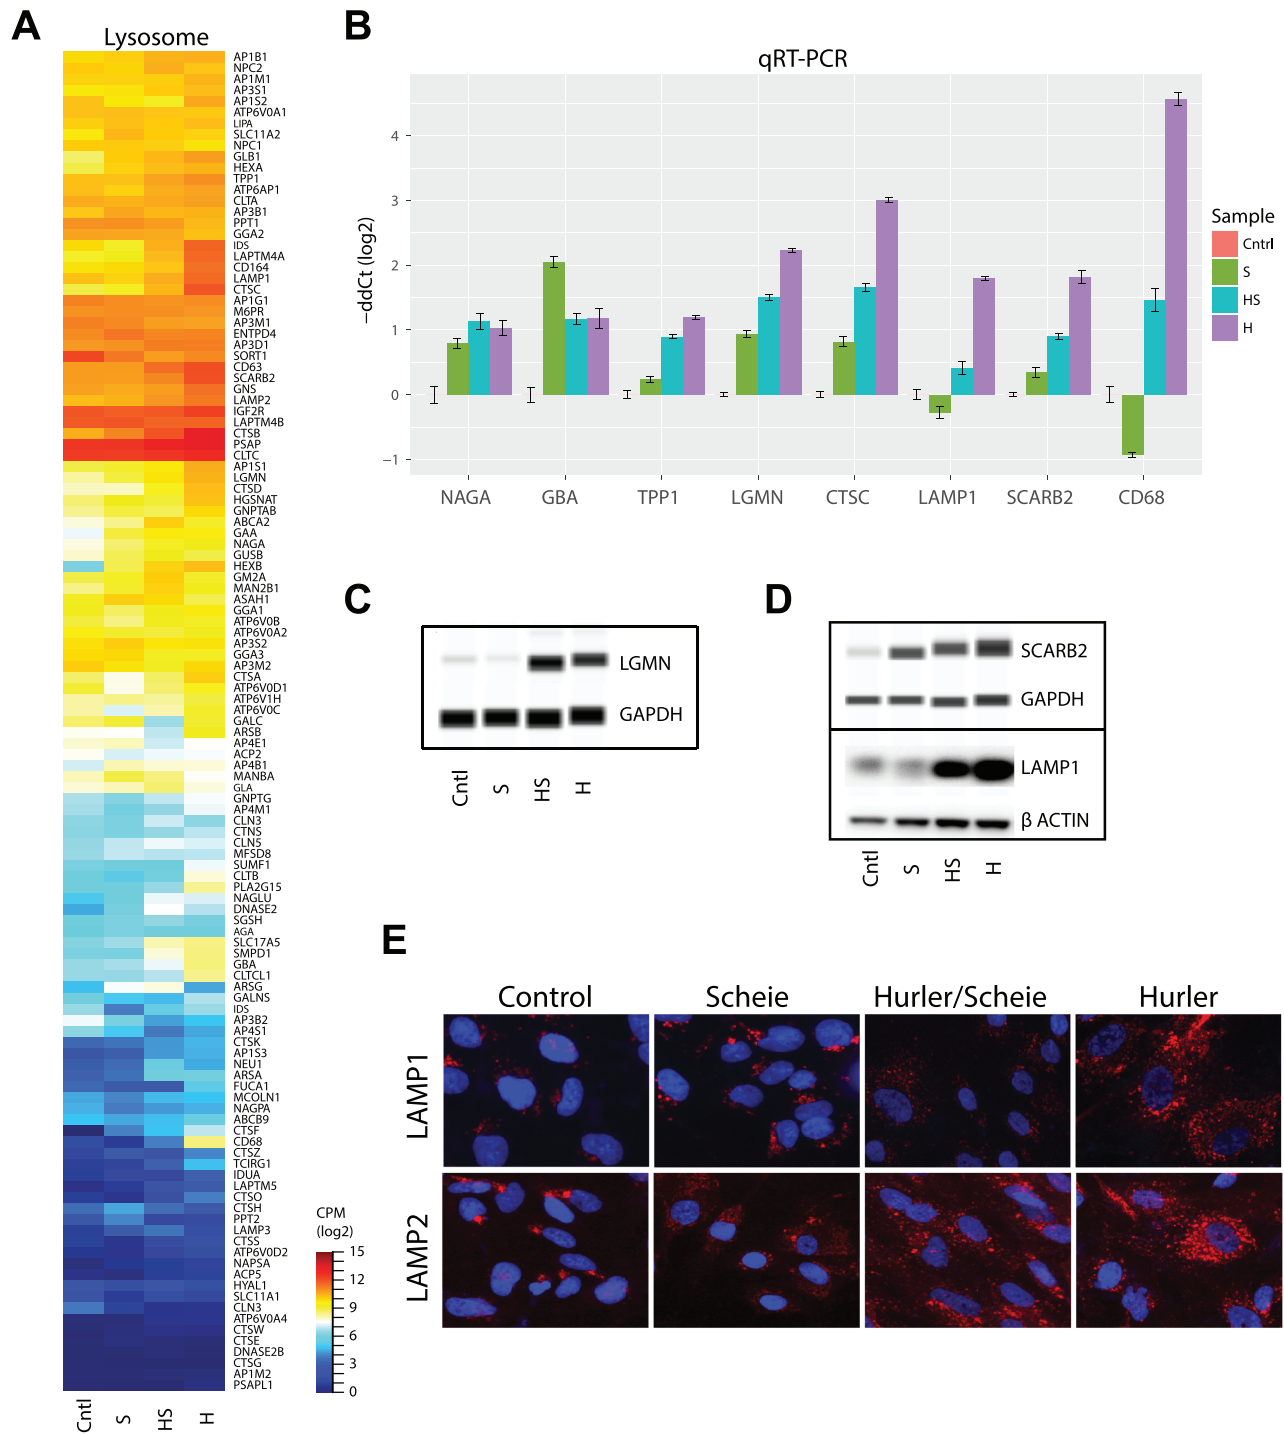 A
Lysosome
AP1B1
NPC2
AP1M1
AP3S1
AP1S2
ATP6V0A1
LIPA
SLC11A2
NPC1
GLB1
HEXA
TPP1
ATP6AP1
CLTA
AP3B1
PPT1
GGA2
IDS
LAPTM4A
CD164
LAMP1
CTSC
AP1G1
M6PR
AP3M1
ENTPD4
AP3D1
SORT1
CD63
SCARB2
GNS
LAMP2
IGF2R
LAPTM4B
CTSB
PSAP
CLTC
AP1S1
LGMN
CTSD
HGSNAT
GNPTAB
ABCA2
GAA
NAGA
GUSB
HEXB
GM2A
MAN2B1
ASAH1
GGA1
ATP6V0B
ATP6V0A2
AP3S2
GGA3
AP3M2
CTSA
ATP6V0D1
ATP6V1H
ATP6V0C
GALC
ARSB
AP4E1
ACP2
AP4B1
MANBA
GLA
GNPTG
AP4M1
CLN3
CTNS
CLN5
MFSD8
SUMF1
CLTB
PLA2G15
NAGLU
DNASE2
SGSH
AGA
SLC17A5
SMPD1
GBA
CLTCL1
ARSG
GALNS
IDS
AP3B2
AP4S1
CTSK
AP1S3
NEU1
ARSA
FUCA1
MCOLN1
NAGPA
ABCB9
CTSF
CD68
CTSZ
TCIRG1
IDUA
LAPTM5
CTSO
CTSH
PPT2
LAMP3
CTSS
ATP6V0D2
NAPSA
ACP5
HYAL1
SLC11A1
CLN3
ATP6V0A4
CTSW
CTSE
DNASE2B
CTSG
AP1M2
PSAPL1
Cntl S HS H
CPM
(log2)
15
12
9
6
3
0
B
qRT-PCR
−ddCt (log2)
4
3
2
1
0
−1
NAGA GBA TPP1 LGMN CTSC LAMP1 SCARB2 CD68
Sample
Cntrl
S
HS
H
C
LGMN
GAPDH
Cntl S HS H
D
SCARB2
GAPDH
LAMP1
β ACTIN
Cntl S HS H
E
Control Scheie Hurler/Scheie Hurler
LAMP1
LAMP2